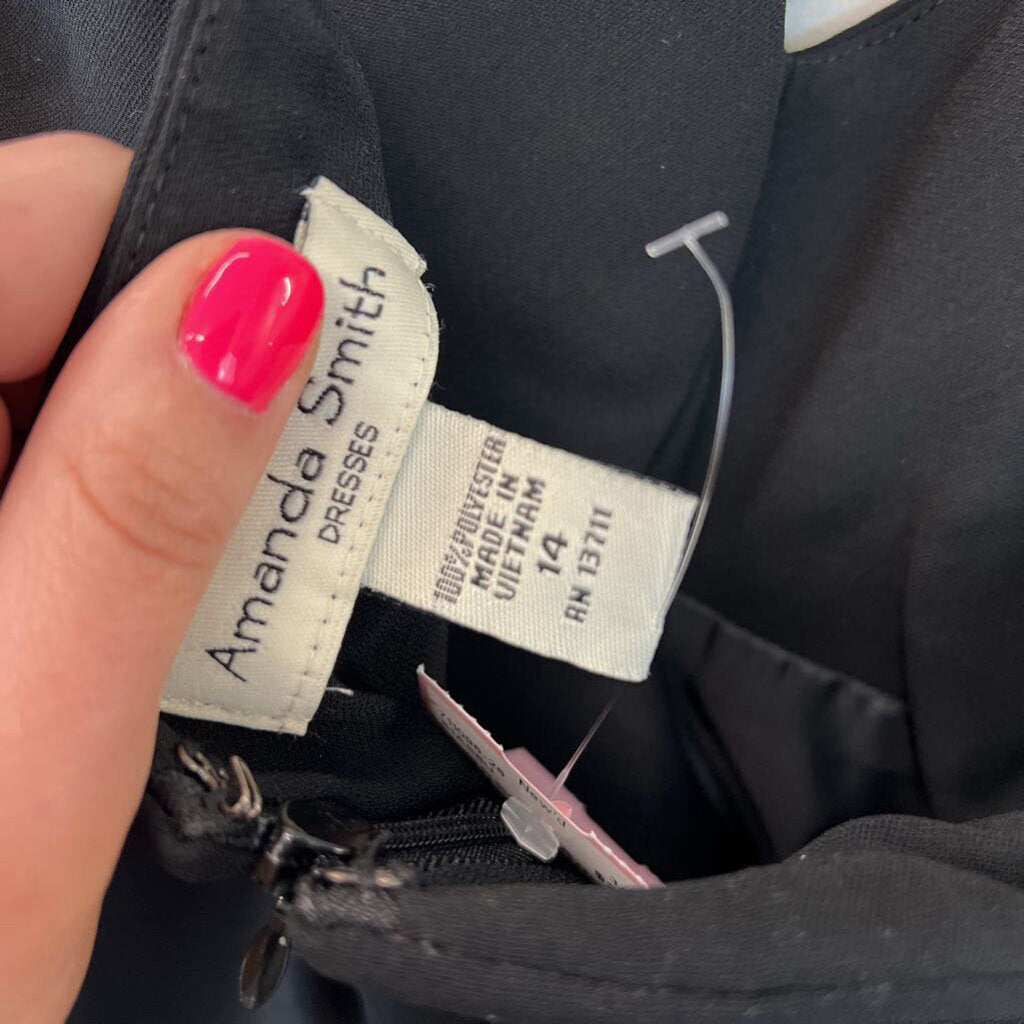 Amanda Smith
DRESSES
100% POLYESTER
MADE IN
VIETNAM
14
RN 13711